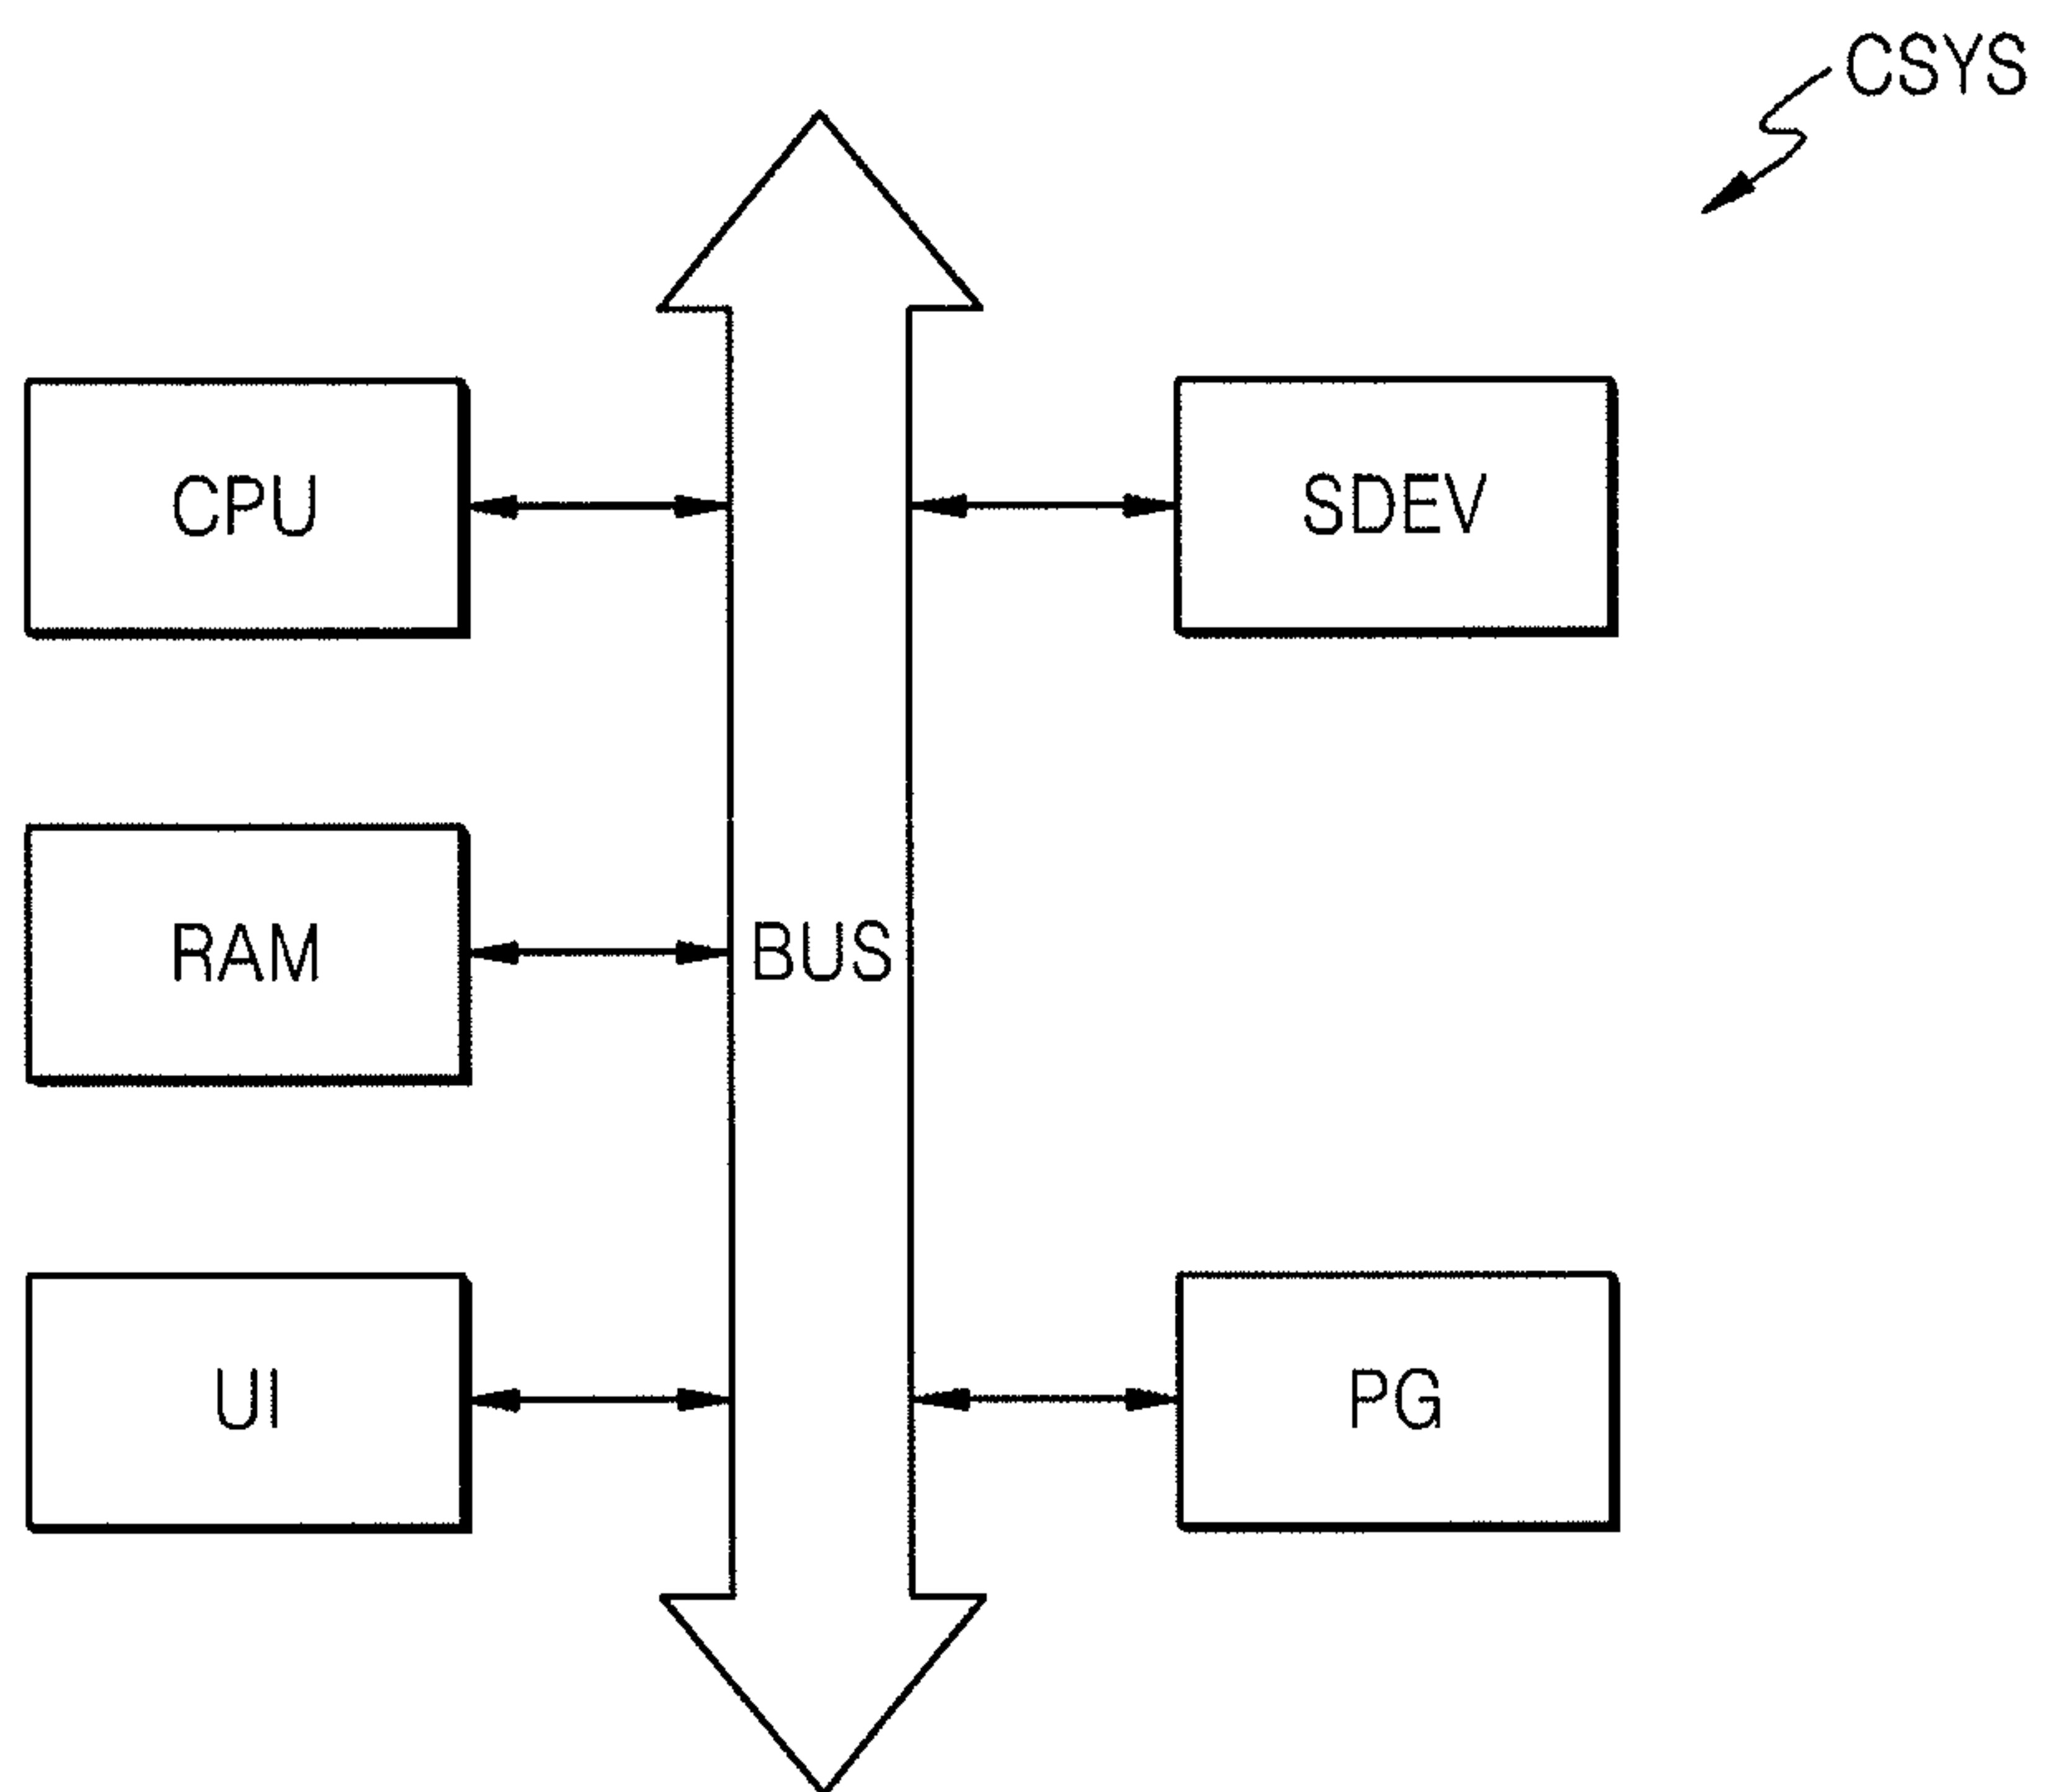 CSYS
CPU
SDEV
RAM
BUS
UI
PG